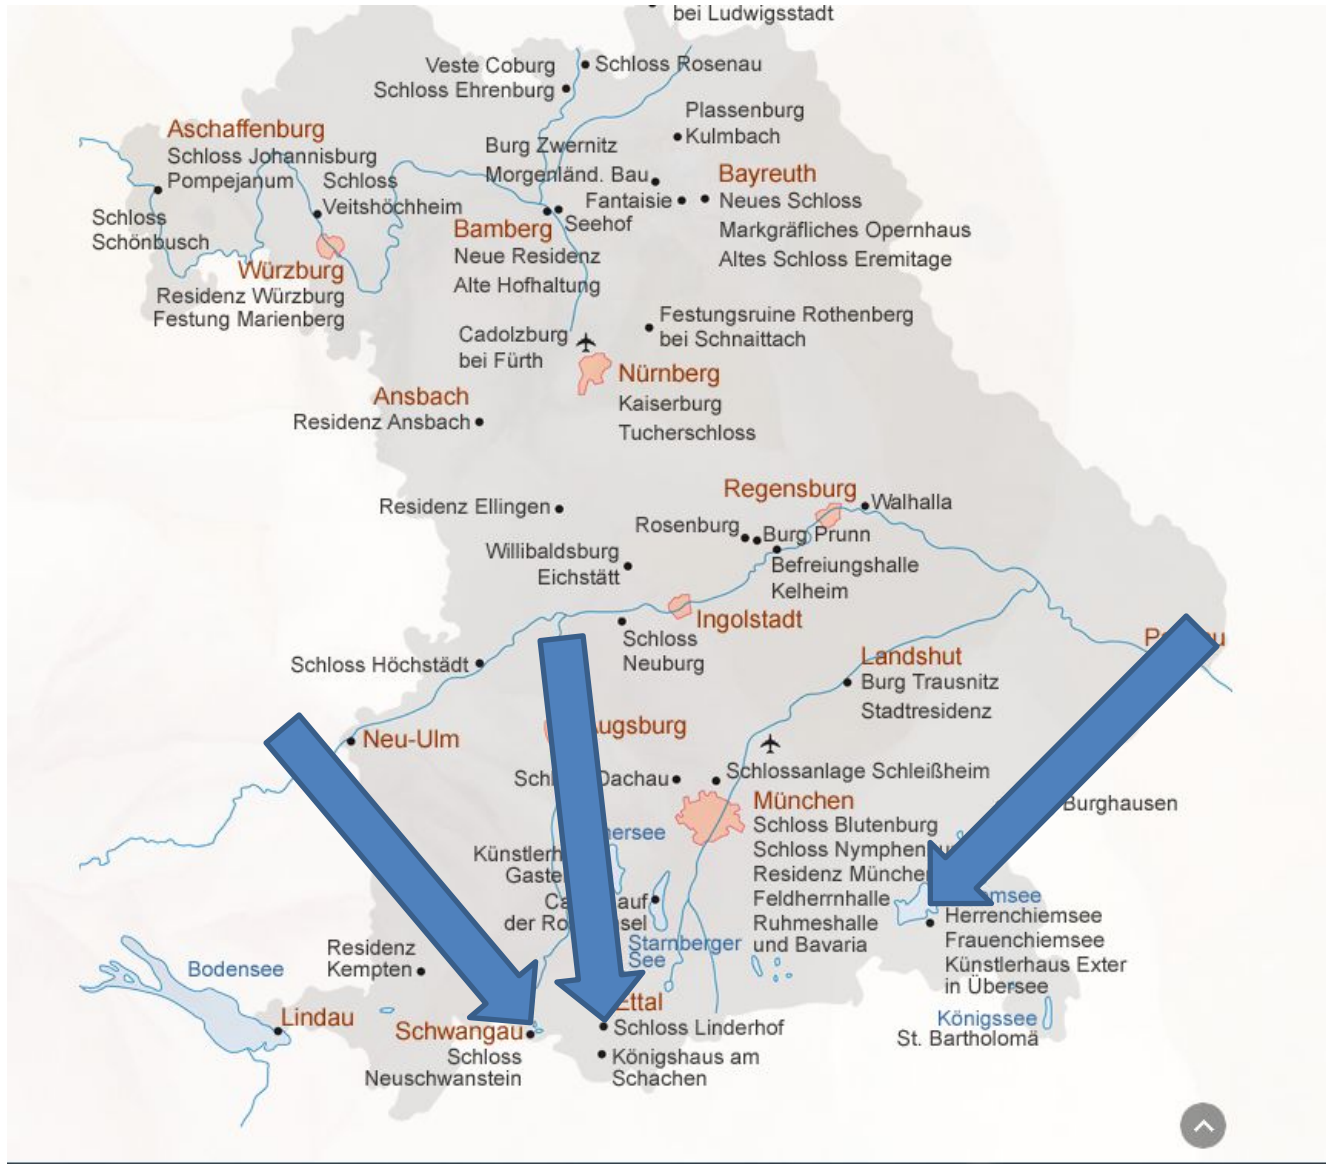 bei Ludwigsstadt
Veste Coburg
Schloss Rosenau
Schloss Ehrenburg
Plassenburg
Kulmbach
Aschaffenburg
Schloss Johannisburg
Pompejanum
Schloss
Veitshöchheim
Burg Zwernitz
Morgenländ. Bau
Fantaisie
Bayreuth
Neues Schloss
Markgräfliches Opernhaus
Altes Schloss Eremitage
Schloss
Schönbusch
Bamberg
Seehof
Neue Residenz
Alte Hofhaltung
Würzburg
Residenz Würzburg
Festung Marienberg
Cadolzburg
bei Fürth
Festungsruine Rothenberg
bei Schnaittach
Nürnberg
Kaiserburg
Tucherschloss
Ansbach
Residenz Ansbach
Residenz Ellingen
Regensburg
Walhalla
Rosenburg
Burg Prunn
Befreiungshalle
Kelheim
Willibaldsburg
Eichstätt
Ingolstadt
Schloss
Neuburg
Schloss Höchstädt
Landshut
Burg Trausnitz
Stadtresidenz
Neu-Ulm
Augsburg
Dachau
Schlossanlage Schleißheim
München
Schloss Blutenburg
Schloss
Residenz
Feldherrnhalle
Ruhmeshalle
und Bavaria
Burghausen
der
Starnberger
See
Herrenchiemsee
Frauenchiemsee
Künstlerhaus Exter
in Übersee
Königssee
St. Bartholomä
Residenz
Kempten
Bodensee
Lindau
Schwangau
Schloss
Neuschwanstein
Ettal
Schloss Linderhof
Königshaus am
Schachen